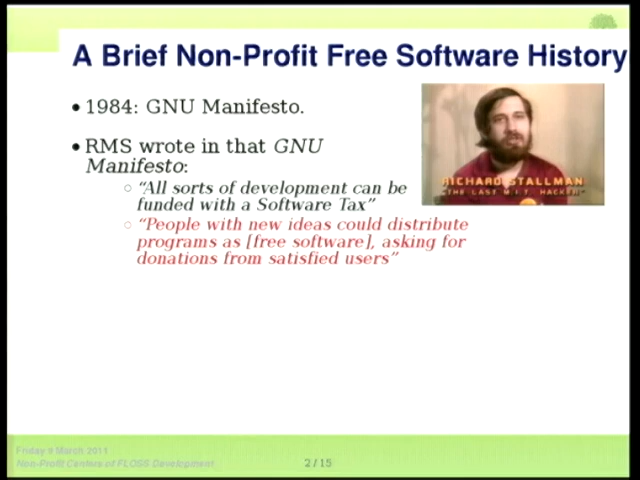 A Brief Non-Profit Free Software History
• 1984: GNU Manifesto.
• RMS wrote in that GNU
Manifesto:
○ “All sorts of development can be
funded with a Software Tax”
○ “People with new ideas could distribute
programs as [free software], asking for
donations from satisfied users”
RICHARD STALLMAN
"THE LAST M.I.T. HACKER"
Friday 9 March 2011
Non-Profit Centers of FLOSS Development
2 / 15